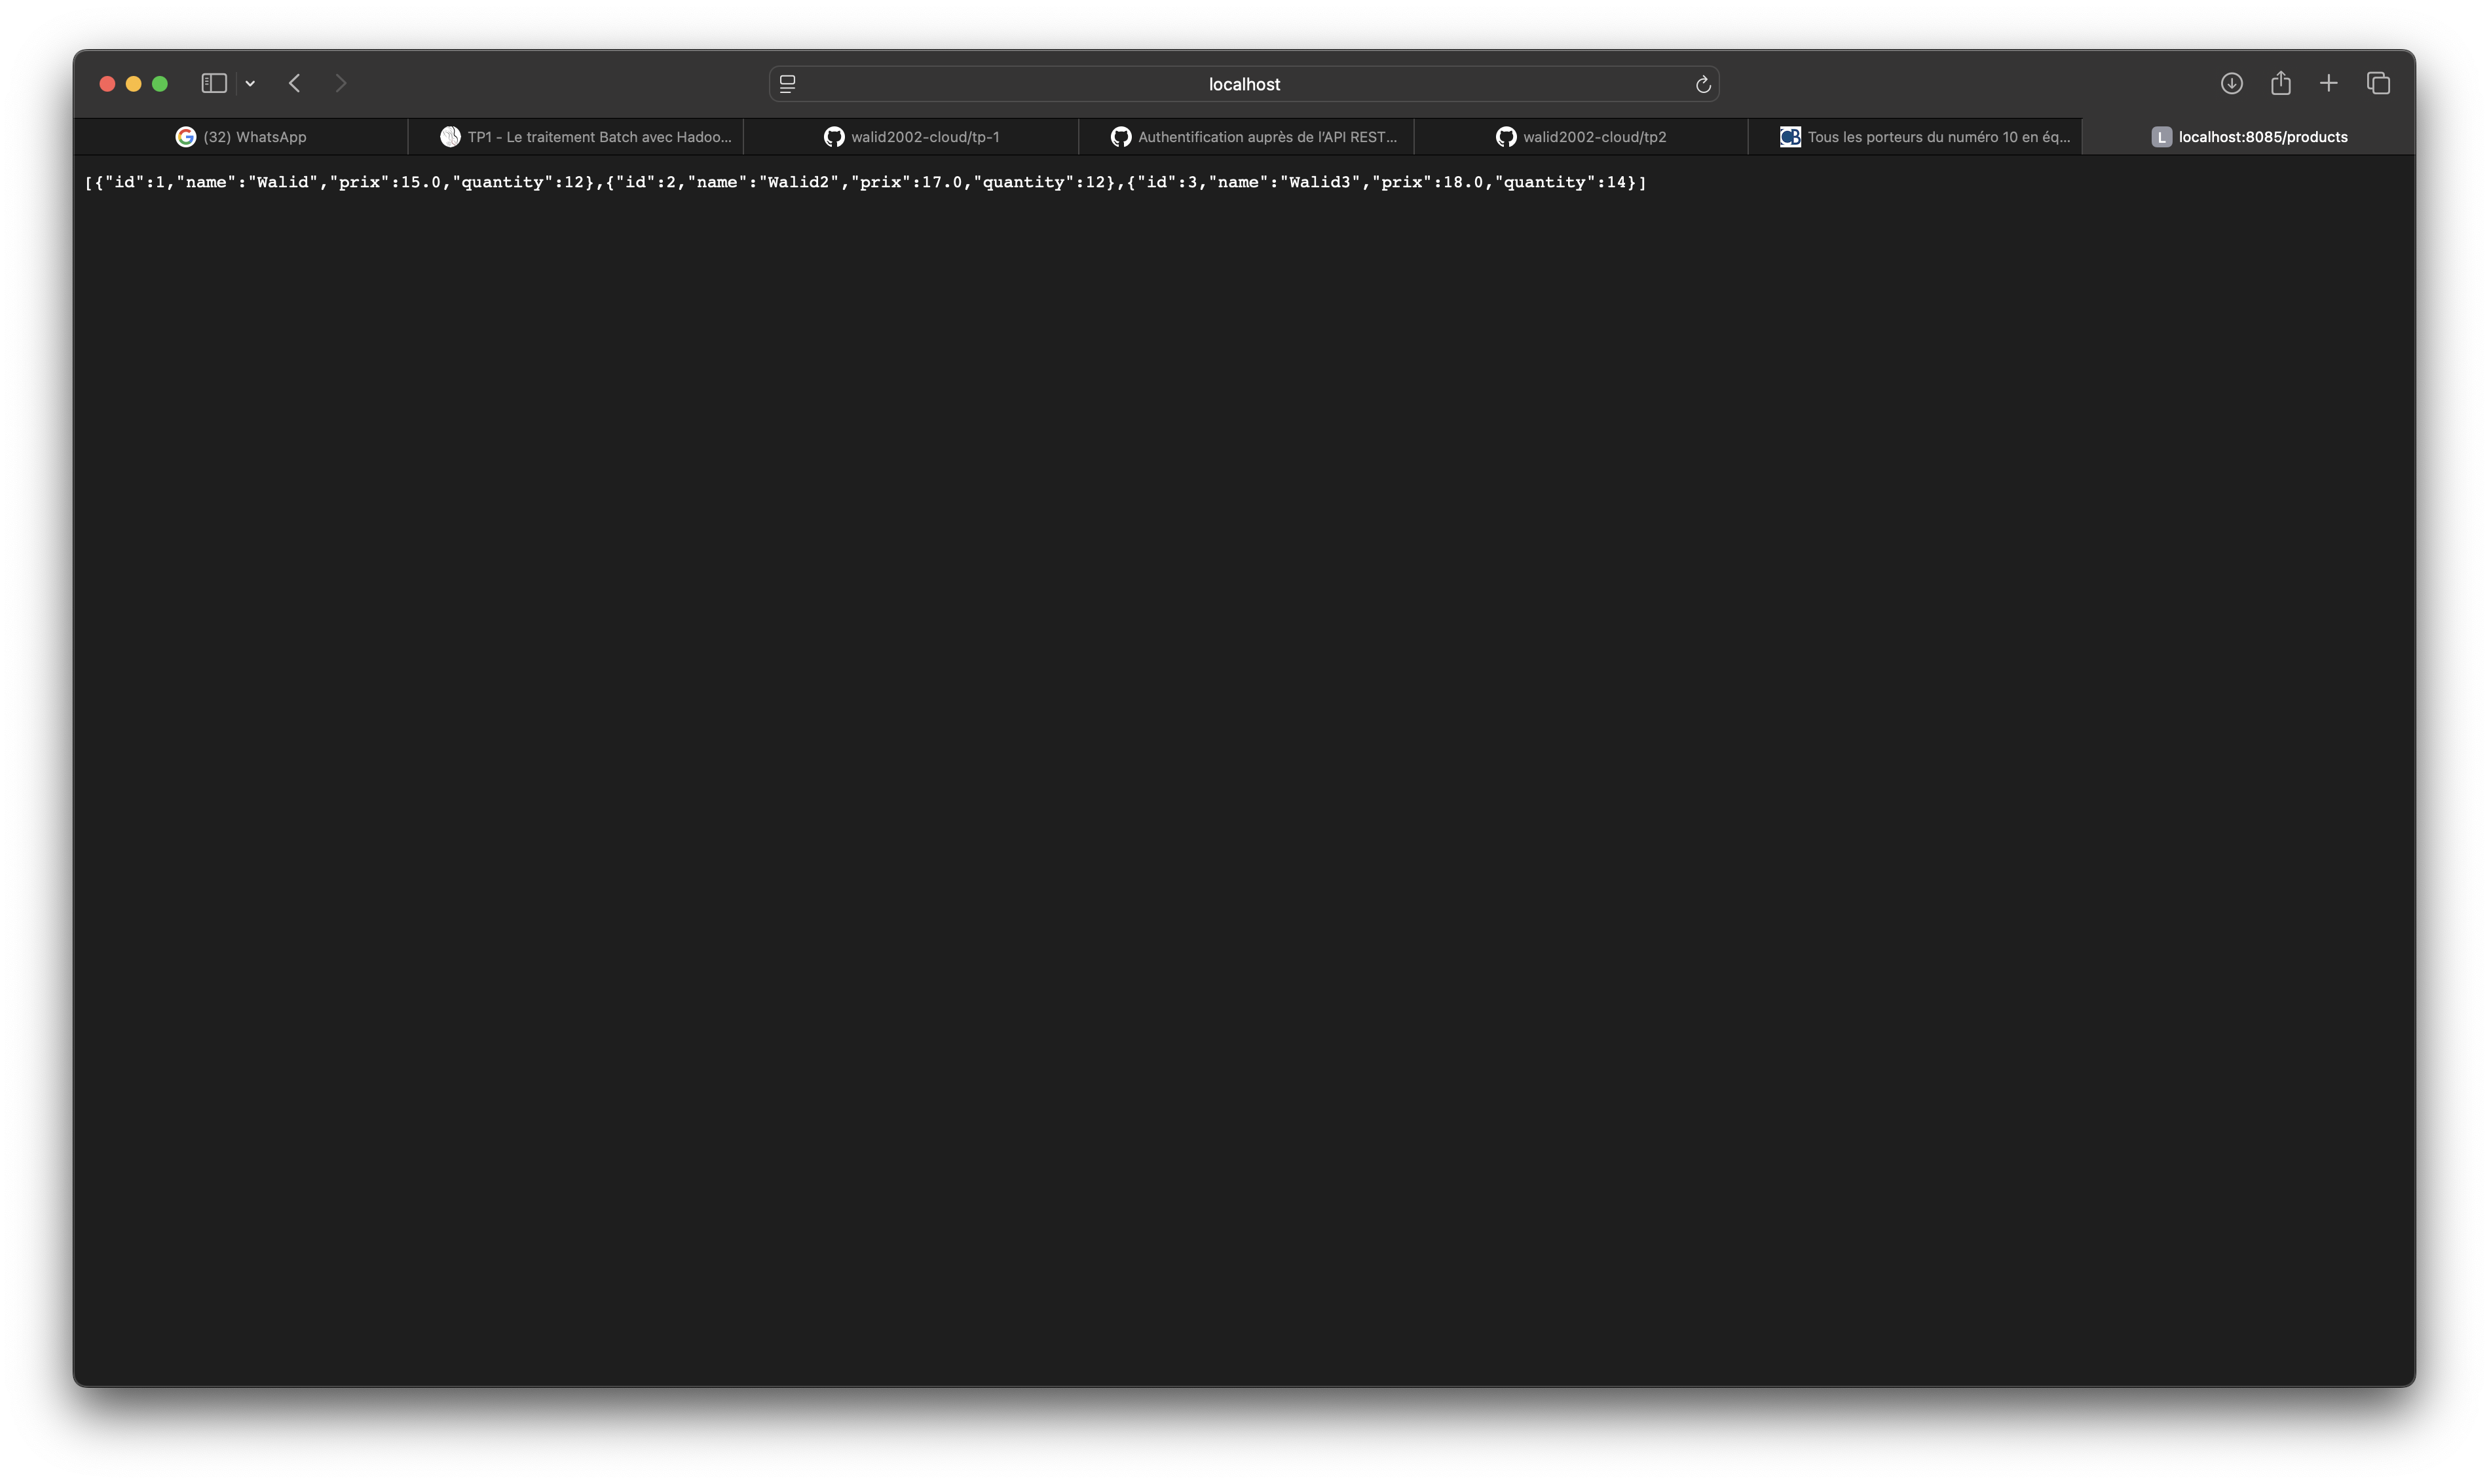 localhost
(32) WhatsApp
TP1 - Le traitement Batch avec Hadoo...
walid2002-cloud/tp-1
Authentification auprès de l'API REST...
walid2002-cloud/tp2
CB Tous les porteurs du numéro 10 en éq...
L localhost:8085/products
[{"id":1,"name":"Walid","prix":15.0,"quantity":12},{"id":2,"name":"Walid2","prix":17.0,"quantity":12},{"id":3,"name":"Walid3","prix":18.0,"quantity":14}]